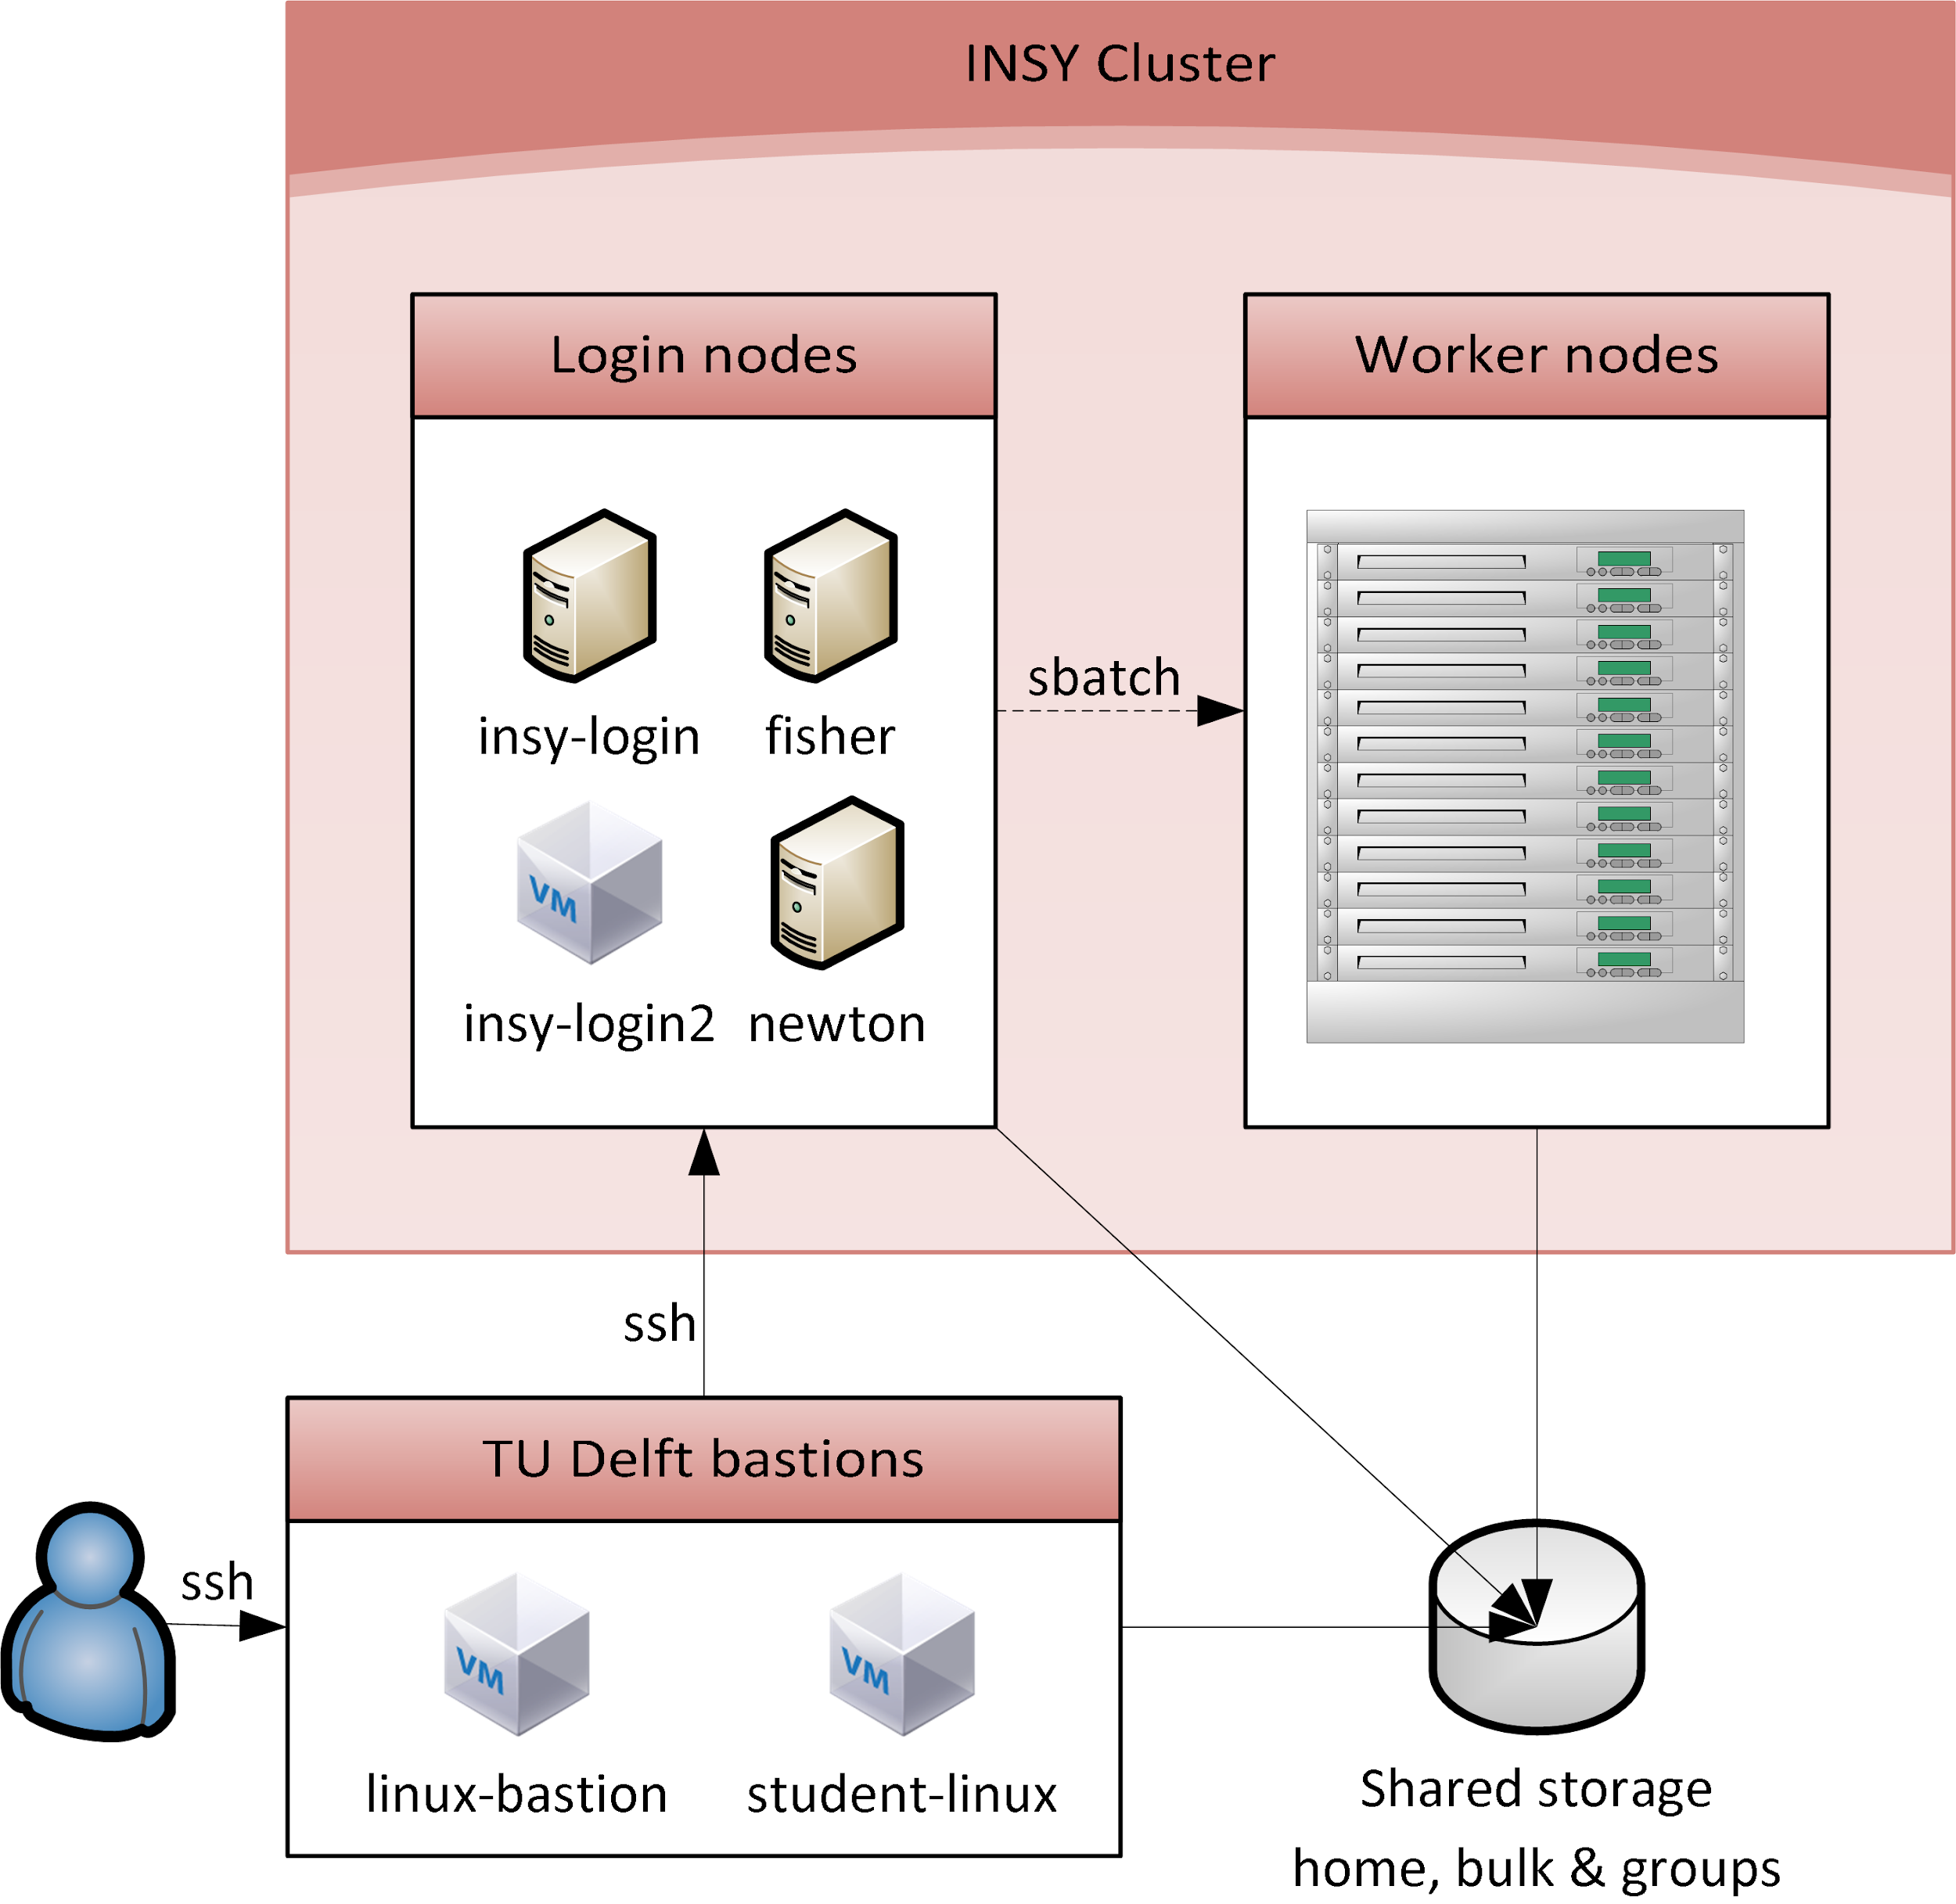 INSY Cluster
Login nodes
Worker nodes
insy-login
fisher
sbatch
VM
insy-login2
newton
ssh
TU Delft bastions
ssh
VM
VM
linux-bastion
student-linux
Shared storage
home, bulk & groups